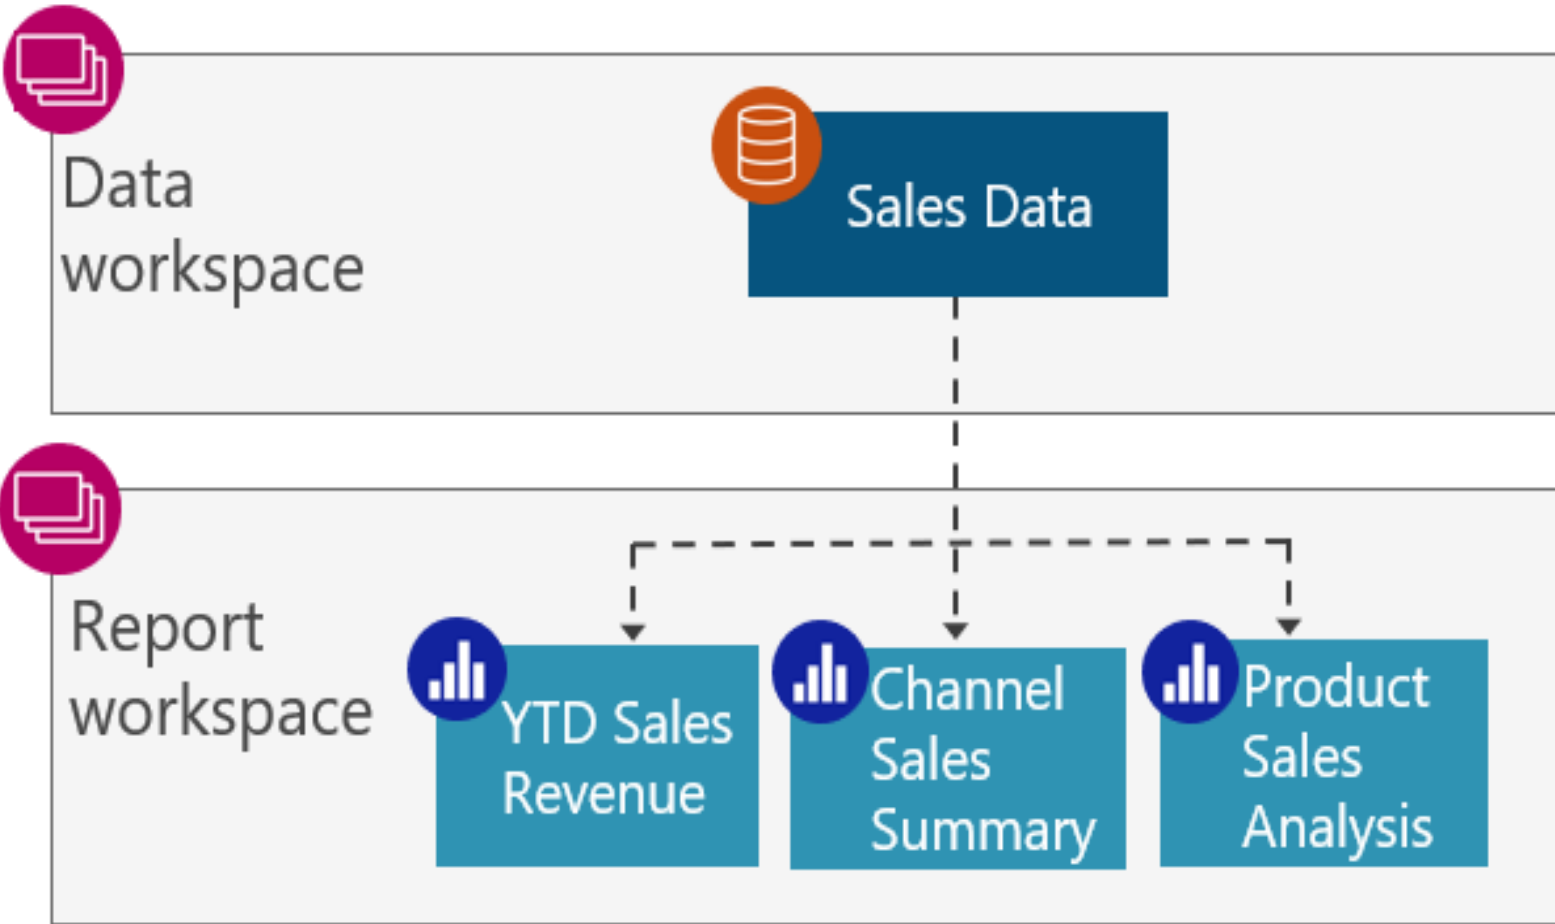 Data
workspace
Sales Data
Report
workspace
YTD Sales
Revenue
Channel
Sales
Summary
Product
Sales
Analysis